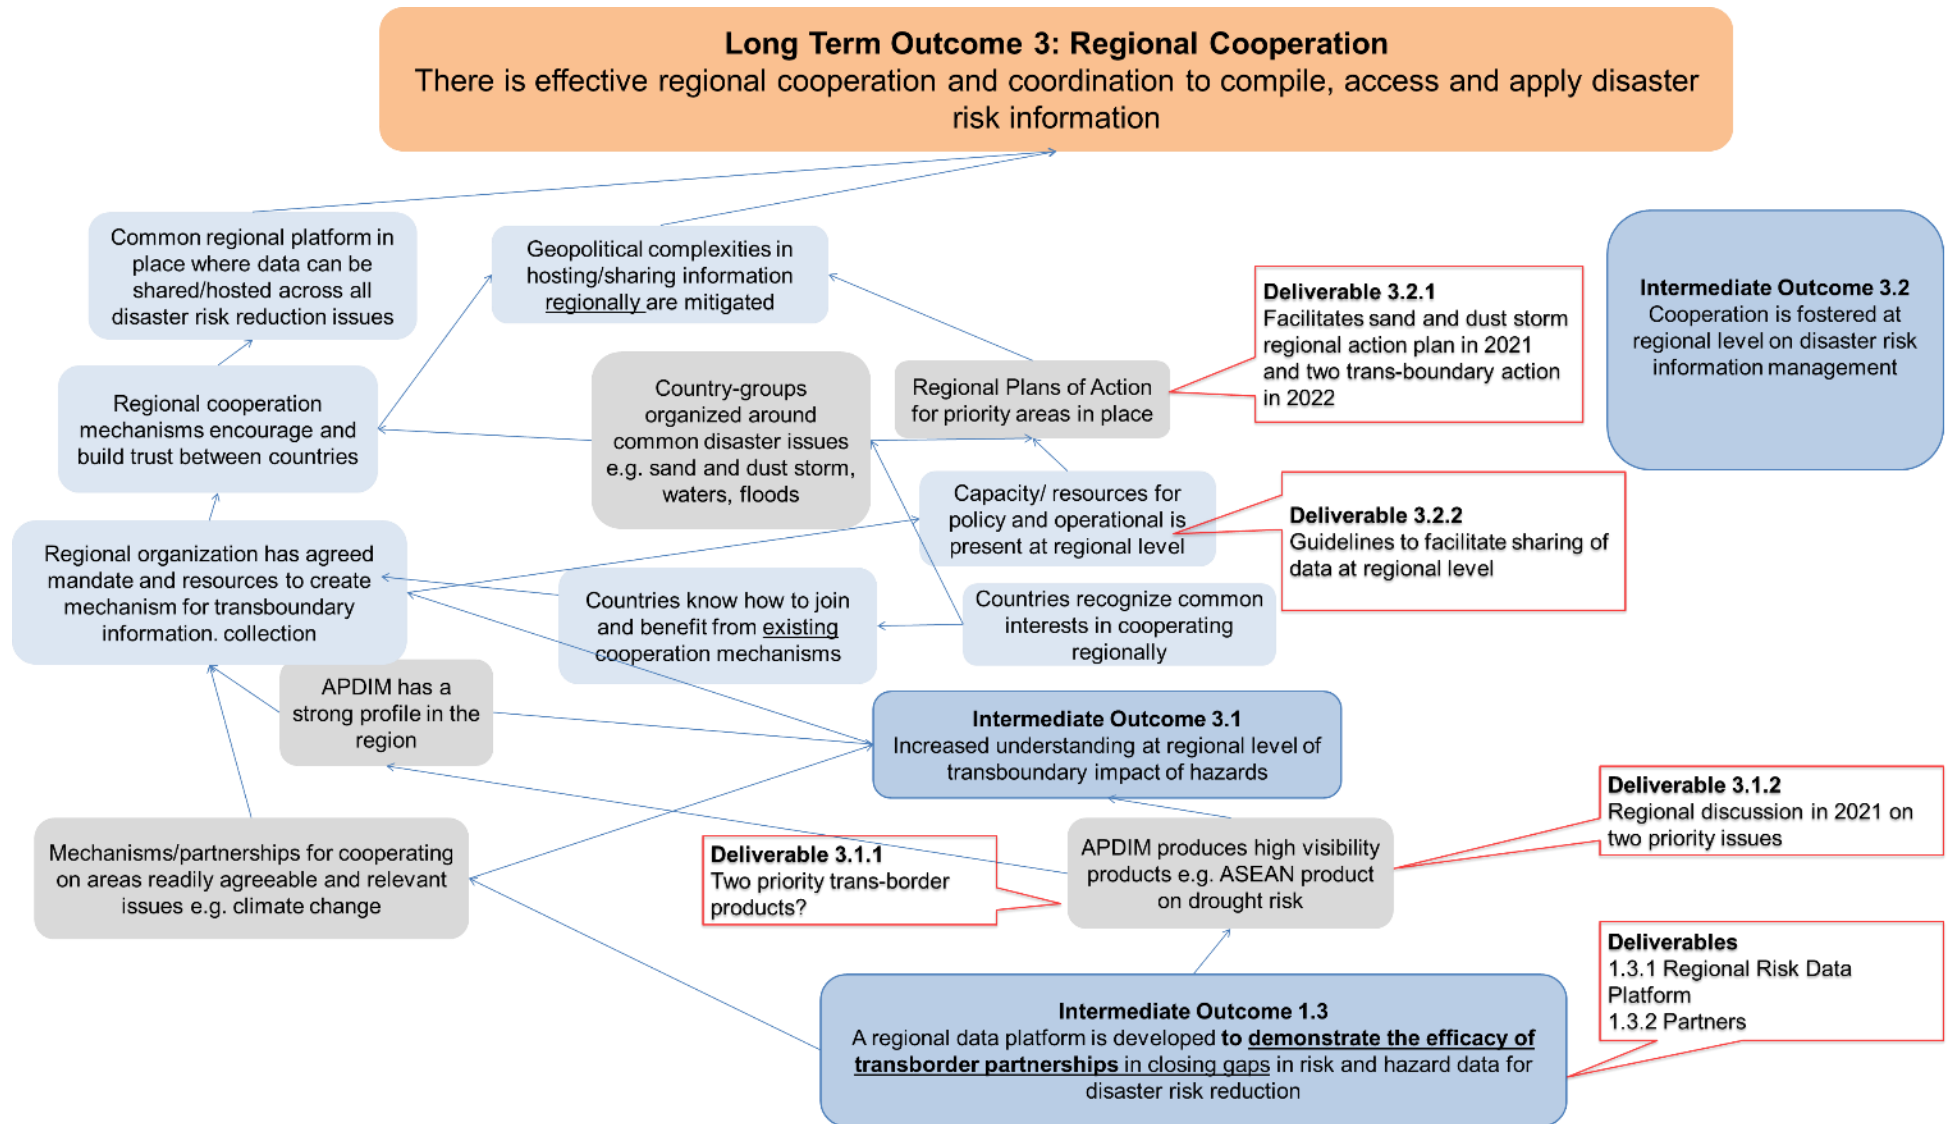 Long Term Outcome 3: Regional Cooperation
There is effective regional cooperation and coordination to compile, access and apply disaster
risk information
Common regional platform in
place where data can be
shared/hosted across all
disaster risk reduction issues
Geopolitical complexities in
hosting/sharing information
regionally are mitigated
Deliverable 3.2.1
Facilitates sand and dust storm
regional action plan in 2021
and two trans-boundary action
in 2022
Intermediate Outcome 3.2
Cooperation is fostered at
regional level on disaster risk
information management
Regional cooperation
mechanisms encourage and
build trust between countries
Country-groups
organized around
common disaster issues
e.g. sand and dust storm,
waters, floods
Regional Plans of Action
for priority areas in place
Capacity/ resources for
policy and operational is
present at regional level
Deliverable 3.2.2
Guidelines to facilitate sharing of
data at regional level
Regional organization has agreed
mandate and resources to create
mechanism for transboundary
information. collection
Countries know how to join
and benefit from existing
cooperation mechanisms
Countries recognize common
interests in cooperating
regionally
APDIM has a
strong profile in the
region
Intermediate Outcome 3.1
Increased understanding at regional level of
transboundary impact of hazards
Deliverable 3.1.2
Regional discussion in 2021 on
two priority issues
Mechanisms/partnerships for cooperating
on areas readily agreeable and relevant
issues e.g. climate change
Deliverable 3.1.1
Two priority trans-border
products?
APDIM produces high visibility
products e.g. ASEAN product
on drought risk
Deliverables
1.3.1 Regional Risk Data
Platform
1.3.2 Partners
Intermediate Outcome 1.3
A regional data platform is developed to demonstrate the efficacy of
transborder partnerships in closing gaps in risk and hazard data for
disaster risk reduction